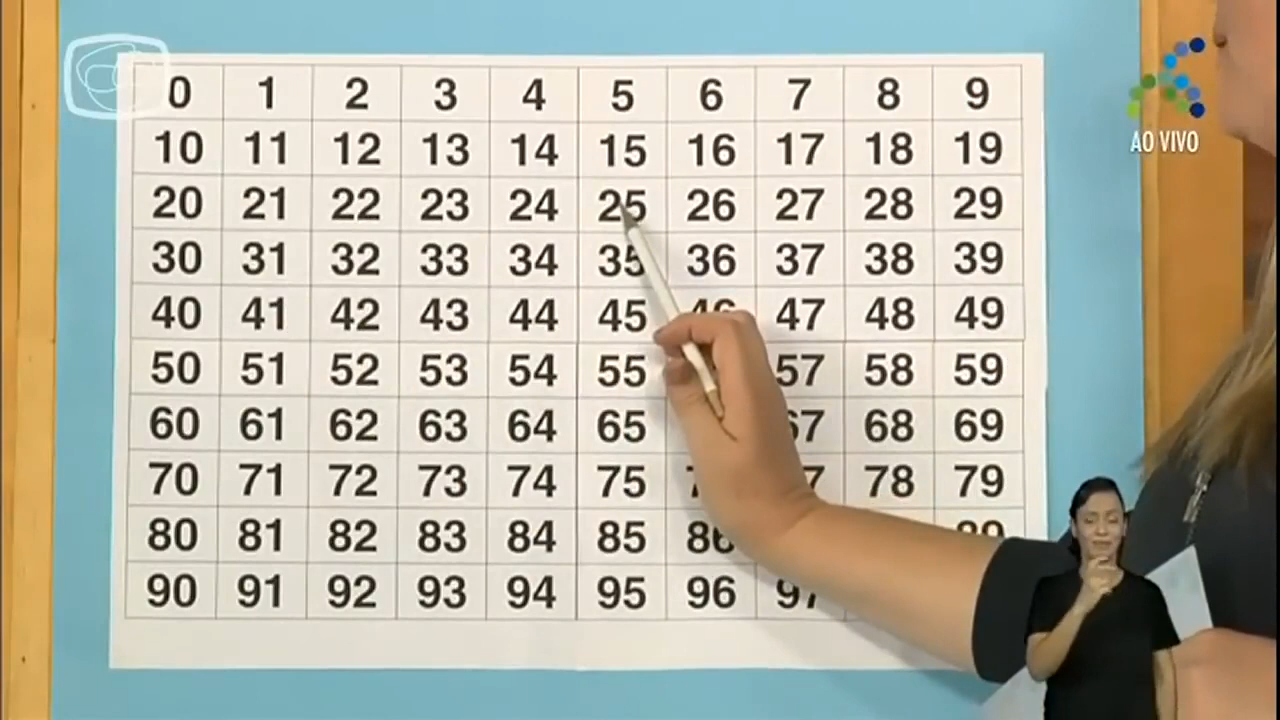 0 1 2 3 4 5 6 7 8 9
10 11 12 13 14 15 16 17 18 19
20 21 22 23 24 25 26 27 28 29
30 31 32 33 34 35 36 37 38 39
40 41 42 43 44 45 46 47 48 49
50 51 52 53 54 55 57 58 59
60 61 62 63 64 65 67 68 69
70 71 72 73 74 75 78 79
80 81 82 83 84 85 86 89
90 91 92 93 94 95 96 97
AO VIVO